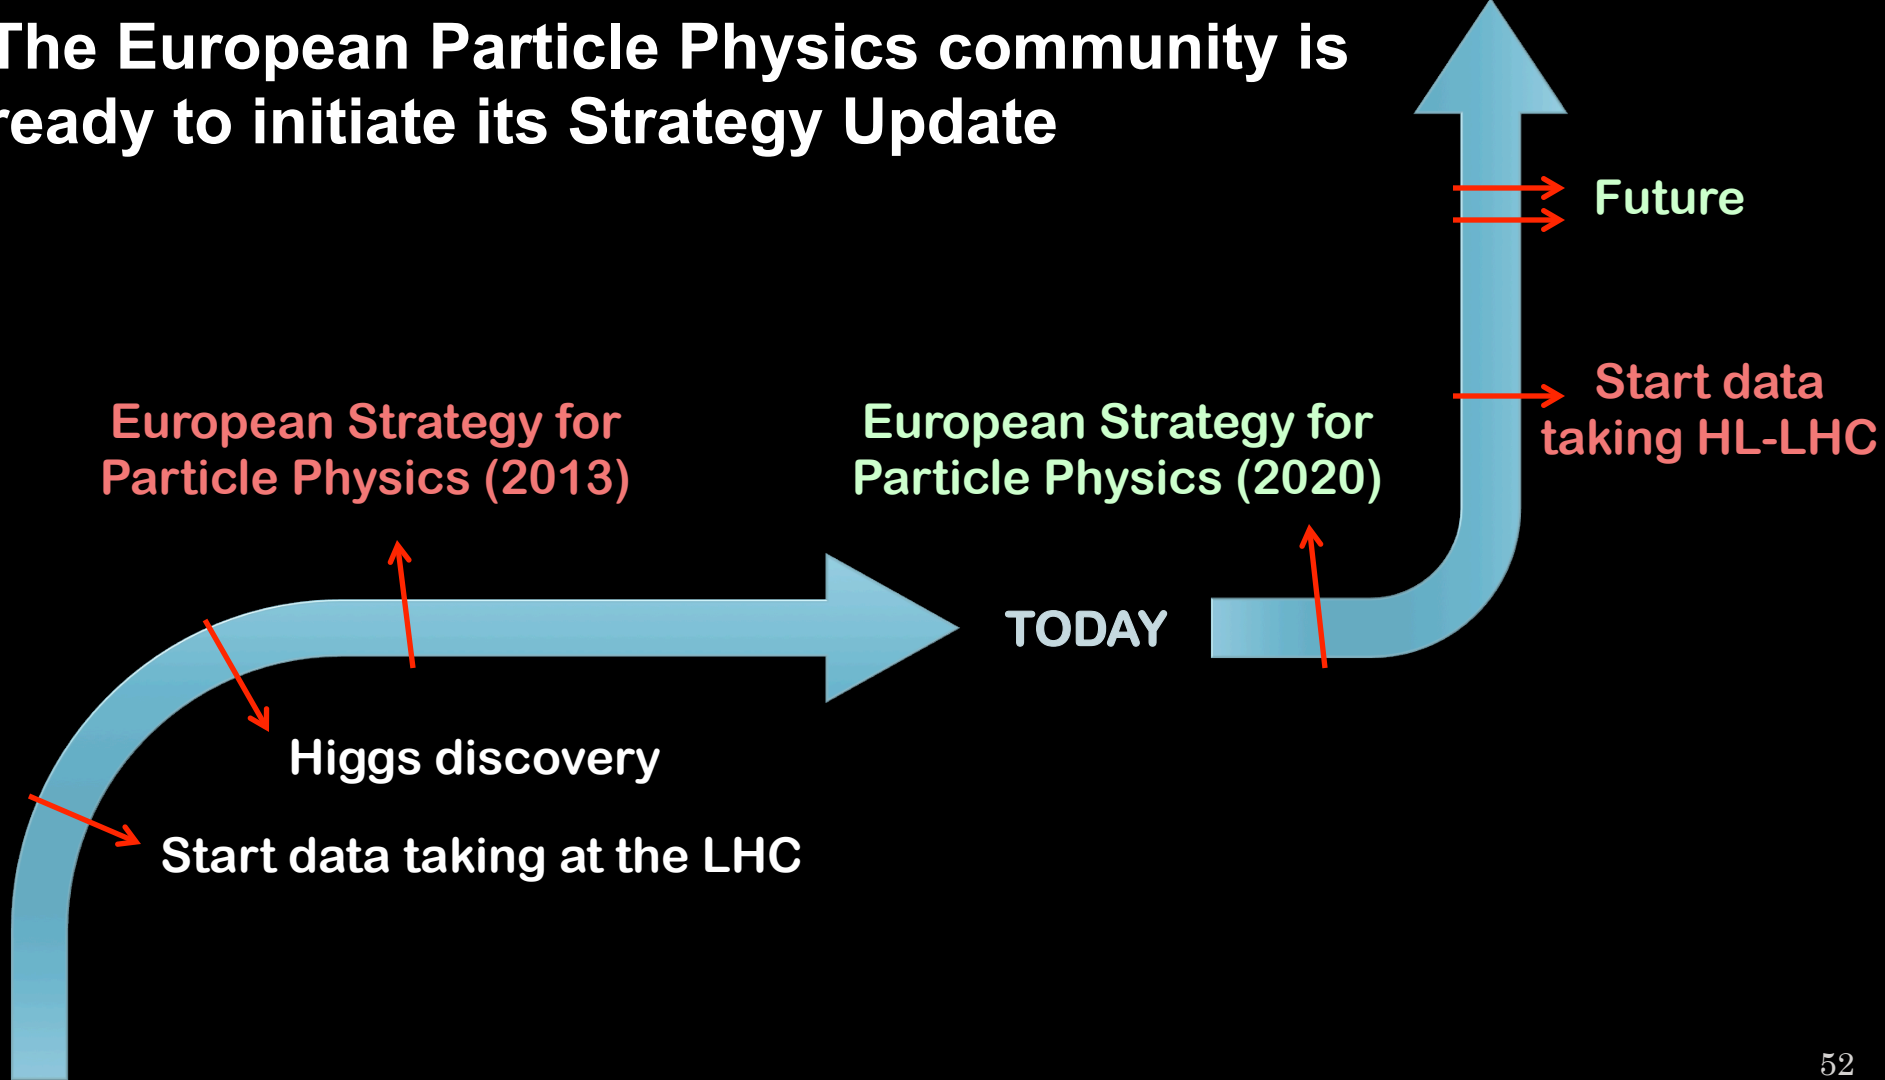 The European Particle Physics community is
ready to initiate its Strategy Update
Future
Start data
taking HL-LHC
European Strategy for
Particle Physics (2013)
European Strategy for
Particle Physics (2020)
TODAY
Higgs discovery
Start data taking at the LHC
52